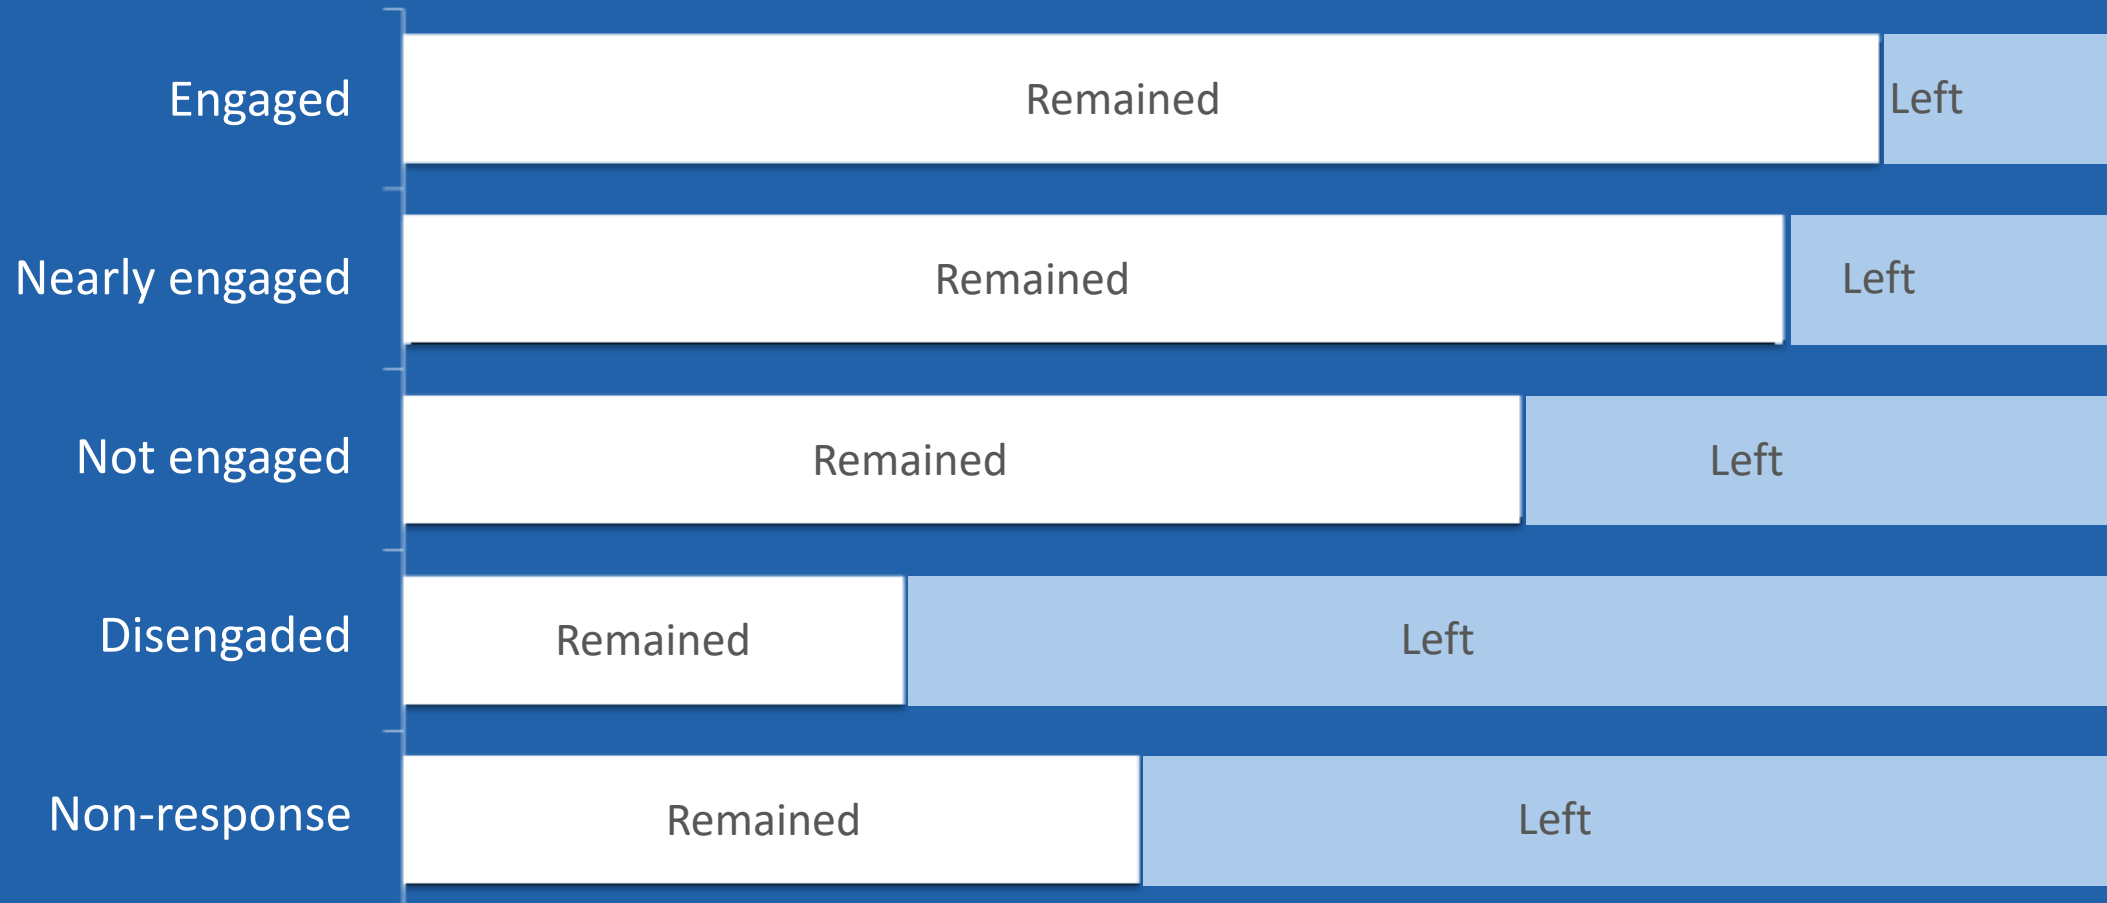 Engaged Remained Left
Nearly engaged Remained Left
Not engaged Remained Left
Disengaded Remained Left
Non-response Remained Left